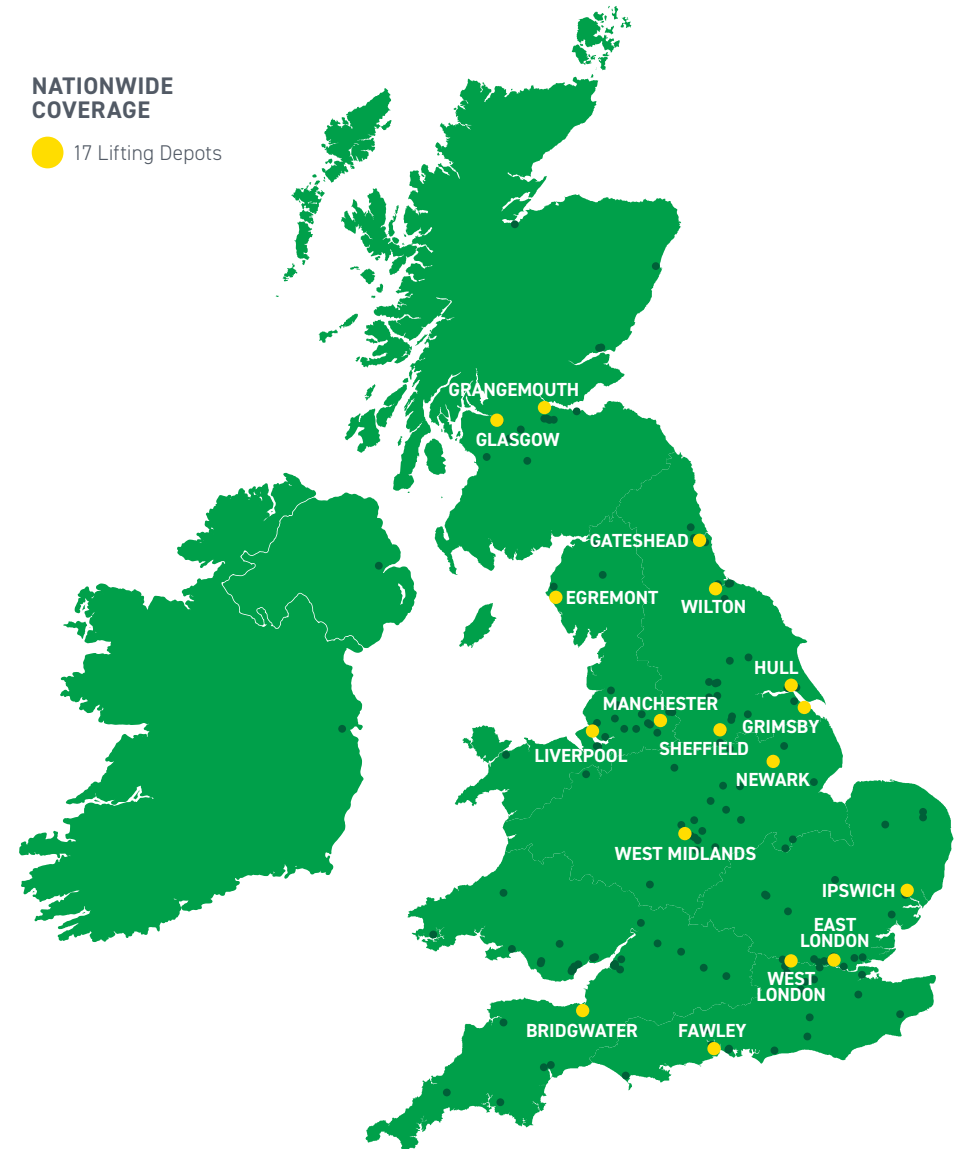 NATIONWIDE
COVERAGE
17 Lifting Depots
GRANGEMOUTH
GLASGOW
GATESHEAD
EGREMONT
WILTON
HULL
MANCHESTER
GRIMSBY
LIVERPOOL
SHEFFIELD
NEWARK
WEST MIDLANDS
IPSWICH
EAST
LONDON
WEST
LONDON
BRIDGWATER
FAWLEY